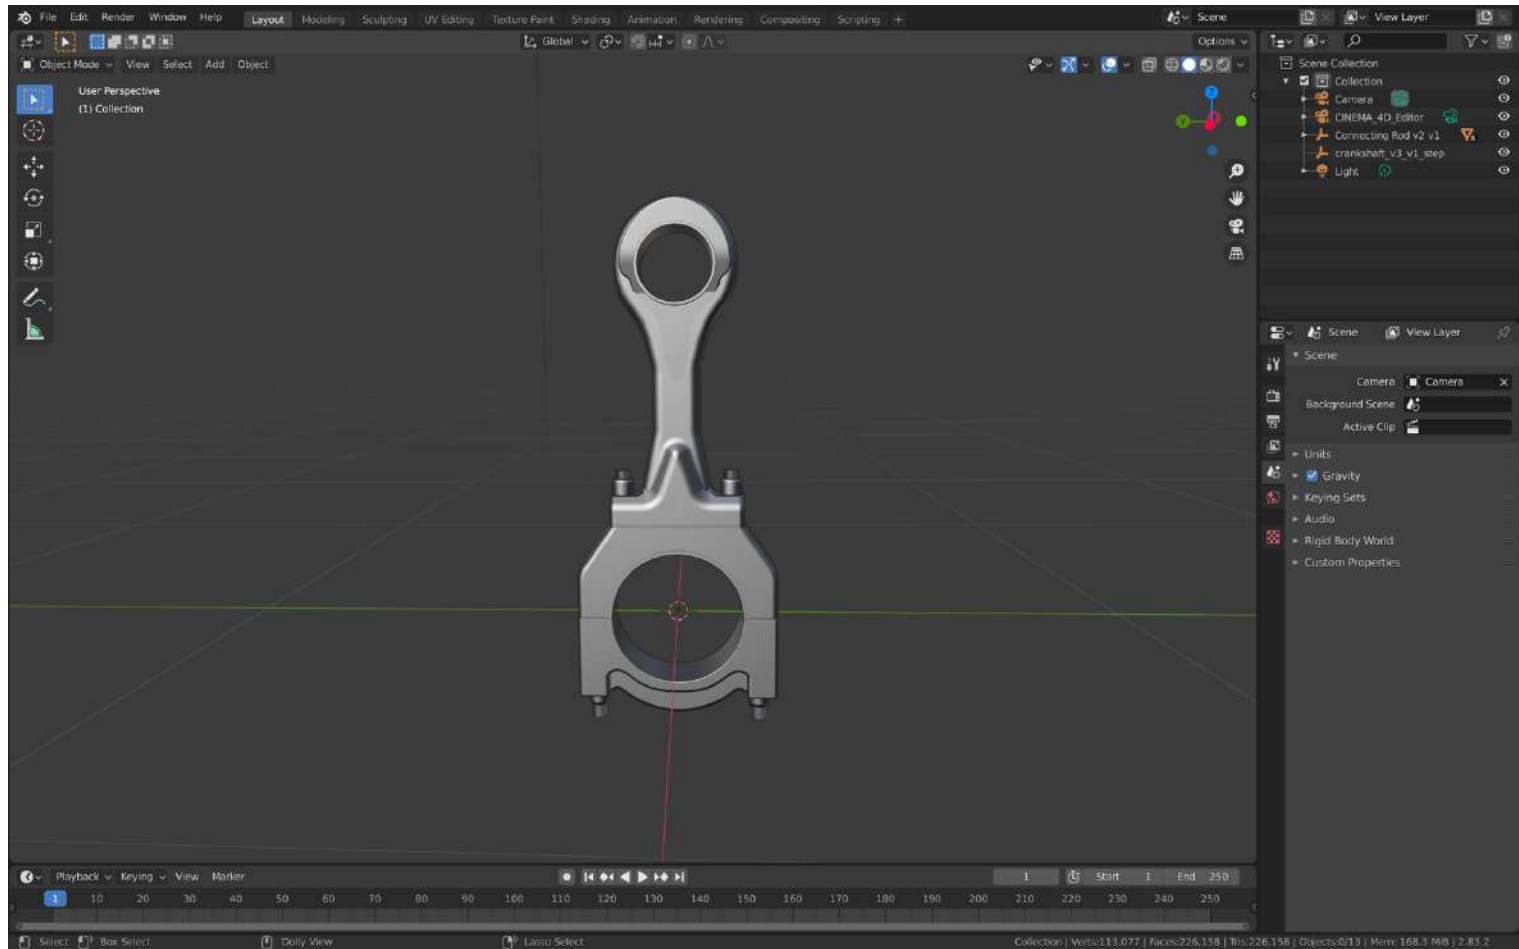 File Edit Render Window Help Layout Modeling Sculpting UV Editing Texture Paint Shading Animation Rendering Compositing Scripting + Scene View Layer
Global Options
Object Mode View Select Add Object
User Perspective
(1) Collection
Z
Y
Scene Collection
Collection
Camera
CINEMA_4D_Editor
Connecting Rod v2 v1
crankshaft_v3_v1_step
Light
Scene View Layer
Scene
Camera Camera
Background Scene
Active Clip
Units
Gravity
Keying Sets
Audio
Rigid Body World
Custom Properties
Playback Keying View Marker 1 Start 1 End 250
1 10 20 30 40 50 60 70 80 90 100 110 120 130 140 150 160 170 180 190 200 210 220 230 240 250
Select Box Select Dolly View Lasso Select Collection | Verts:113,077 | Faces:226,158 | Tris:226,158 | Objects:0/13 | Mem: 168.3 MiB | 2.83.2